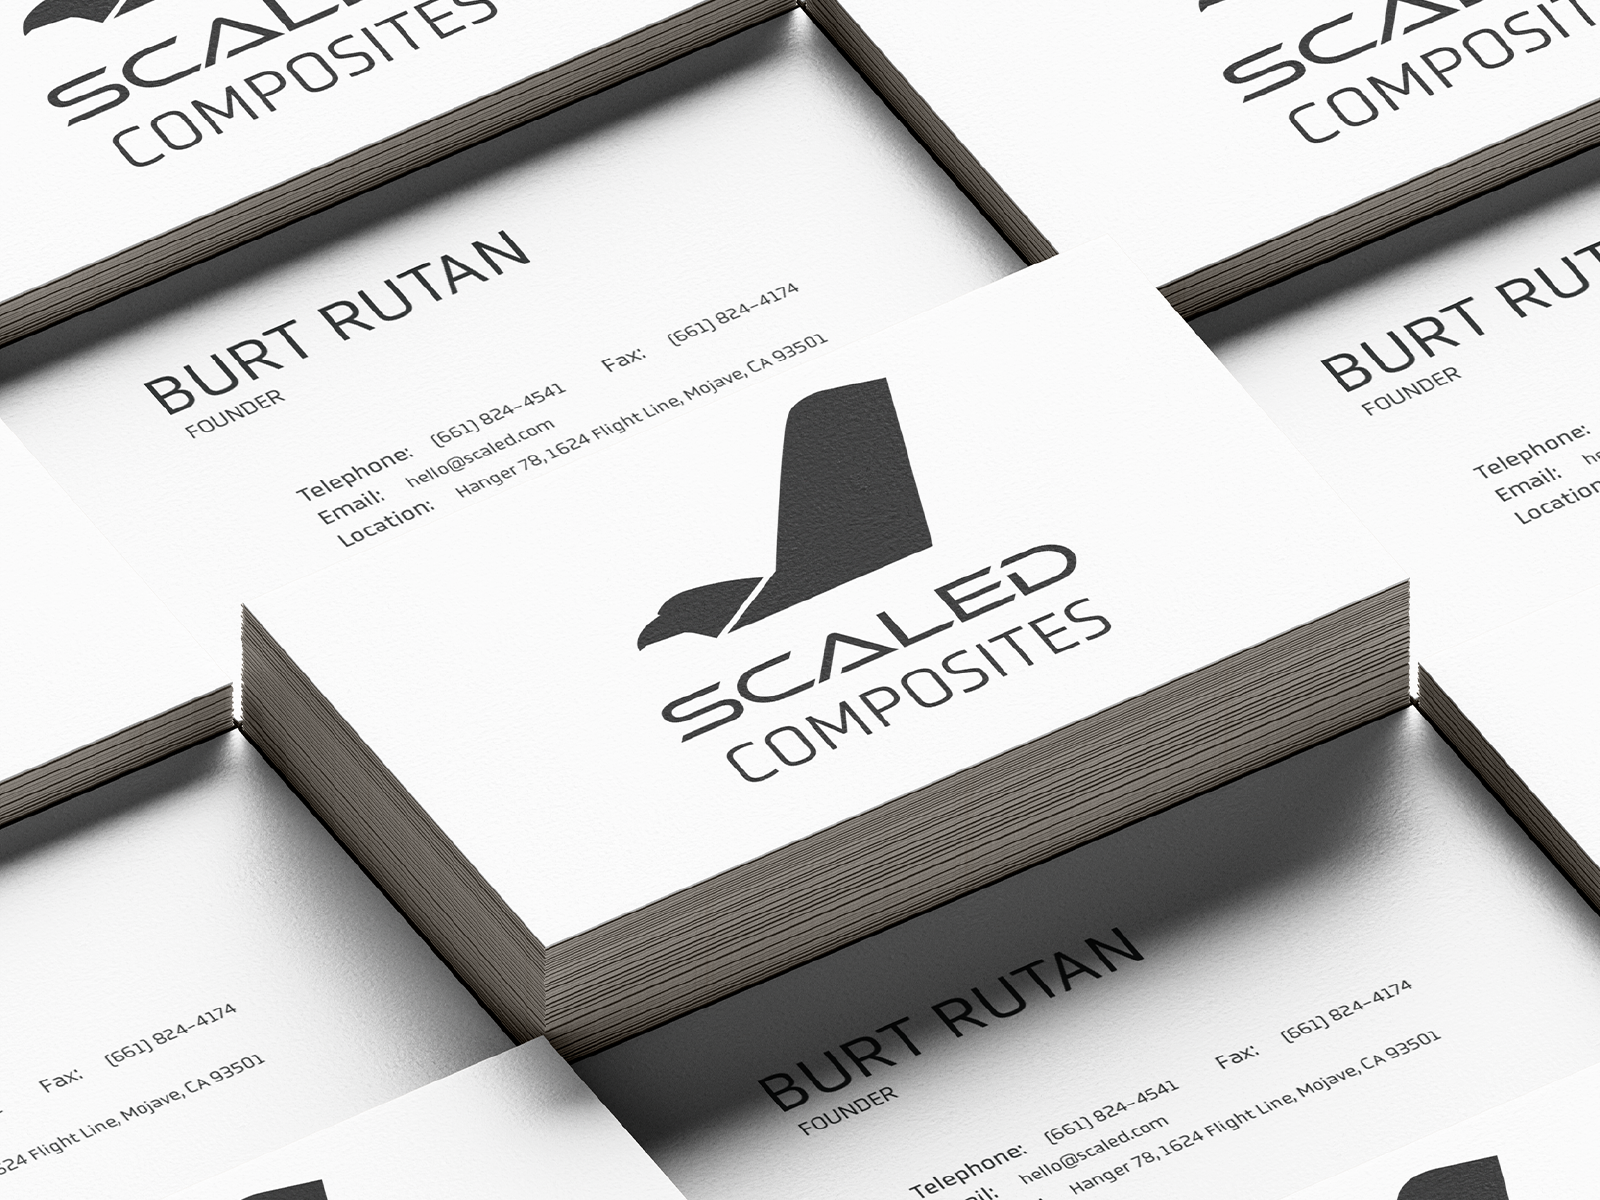 SCALED
COMPOSITES
SCALED
COMPOSITES
BURT RUTAN
FOUNDER
Telephone: (661) 824-4541 Fax: (661) 824-4174
Email: hello@scaled.com
Location: Hanger 78, 1624 Flight Line, Mojave, CA 93501
BURT RUT
FOUNDER
Telephone:
Email: he
Location
SCALED
COMPOSITES
Fax: (661) 824-4174
624 Flight Line, Mojave, CA 93501
BURT RUTAN
FOUNDER
Telephone: (661) 824-4541 Fax: (661) 824-4174
hello@scaled.com
Hanger 78, 1624 Flight Line, Mojave, CA 93501